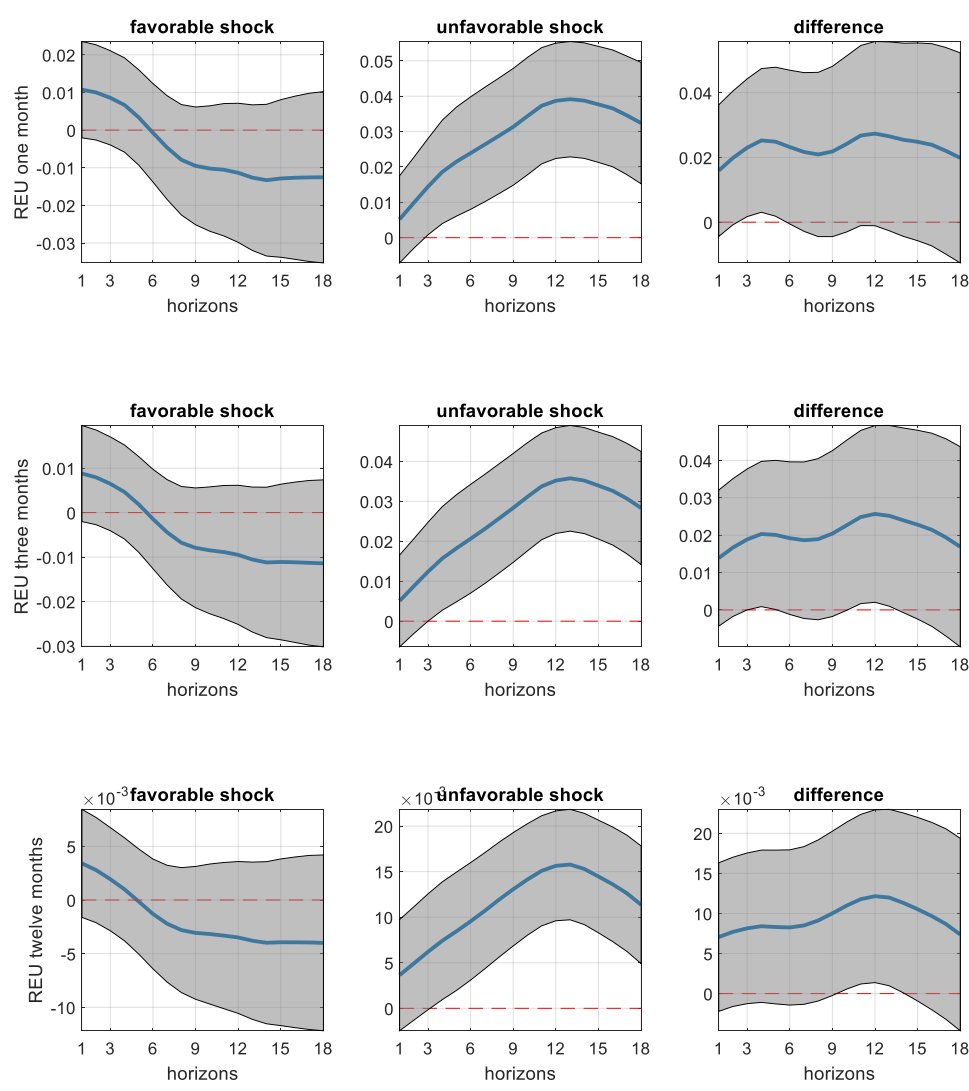 favorable shock
unfavorable shock
difference
REU one month
0.02
0.01
0
-0.01
-0.02
-0.03
1 3 6 9 12 15 18
horizons
0.05
0.04
0.03
0.02
0.01
0
1 3 6 9 12 15 18
horizons
0.04
0.02
0
1 3 6 9 12 15 18
horizons
favorable shock
unfavorable shock
difference
REU three months
0.01
0
-0.01
-0.02
-0.03
1 3 6 9 12 15 18
horizons
0.04
0.03
0.02
0.01
0
1 3 6 9 12 15 18
horizons
0.04
0.03
0.02
0.01
0
1 3 6 9 12 15 18
horizons
×10⁻³ favorable shock
×10⁻³ unfavorable shock
×10⁻³ difference
REU twelve months
5
0
-5
-10
1 3 6 9 12 15 18
horizons
20
15
10
5
0
1 3 6 9 12 15 18
horizons
20
15
10
5
0
1 3 6 9 12 15 18
horizons